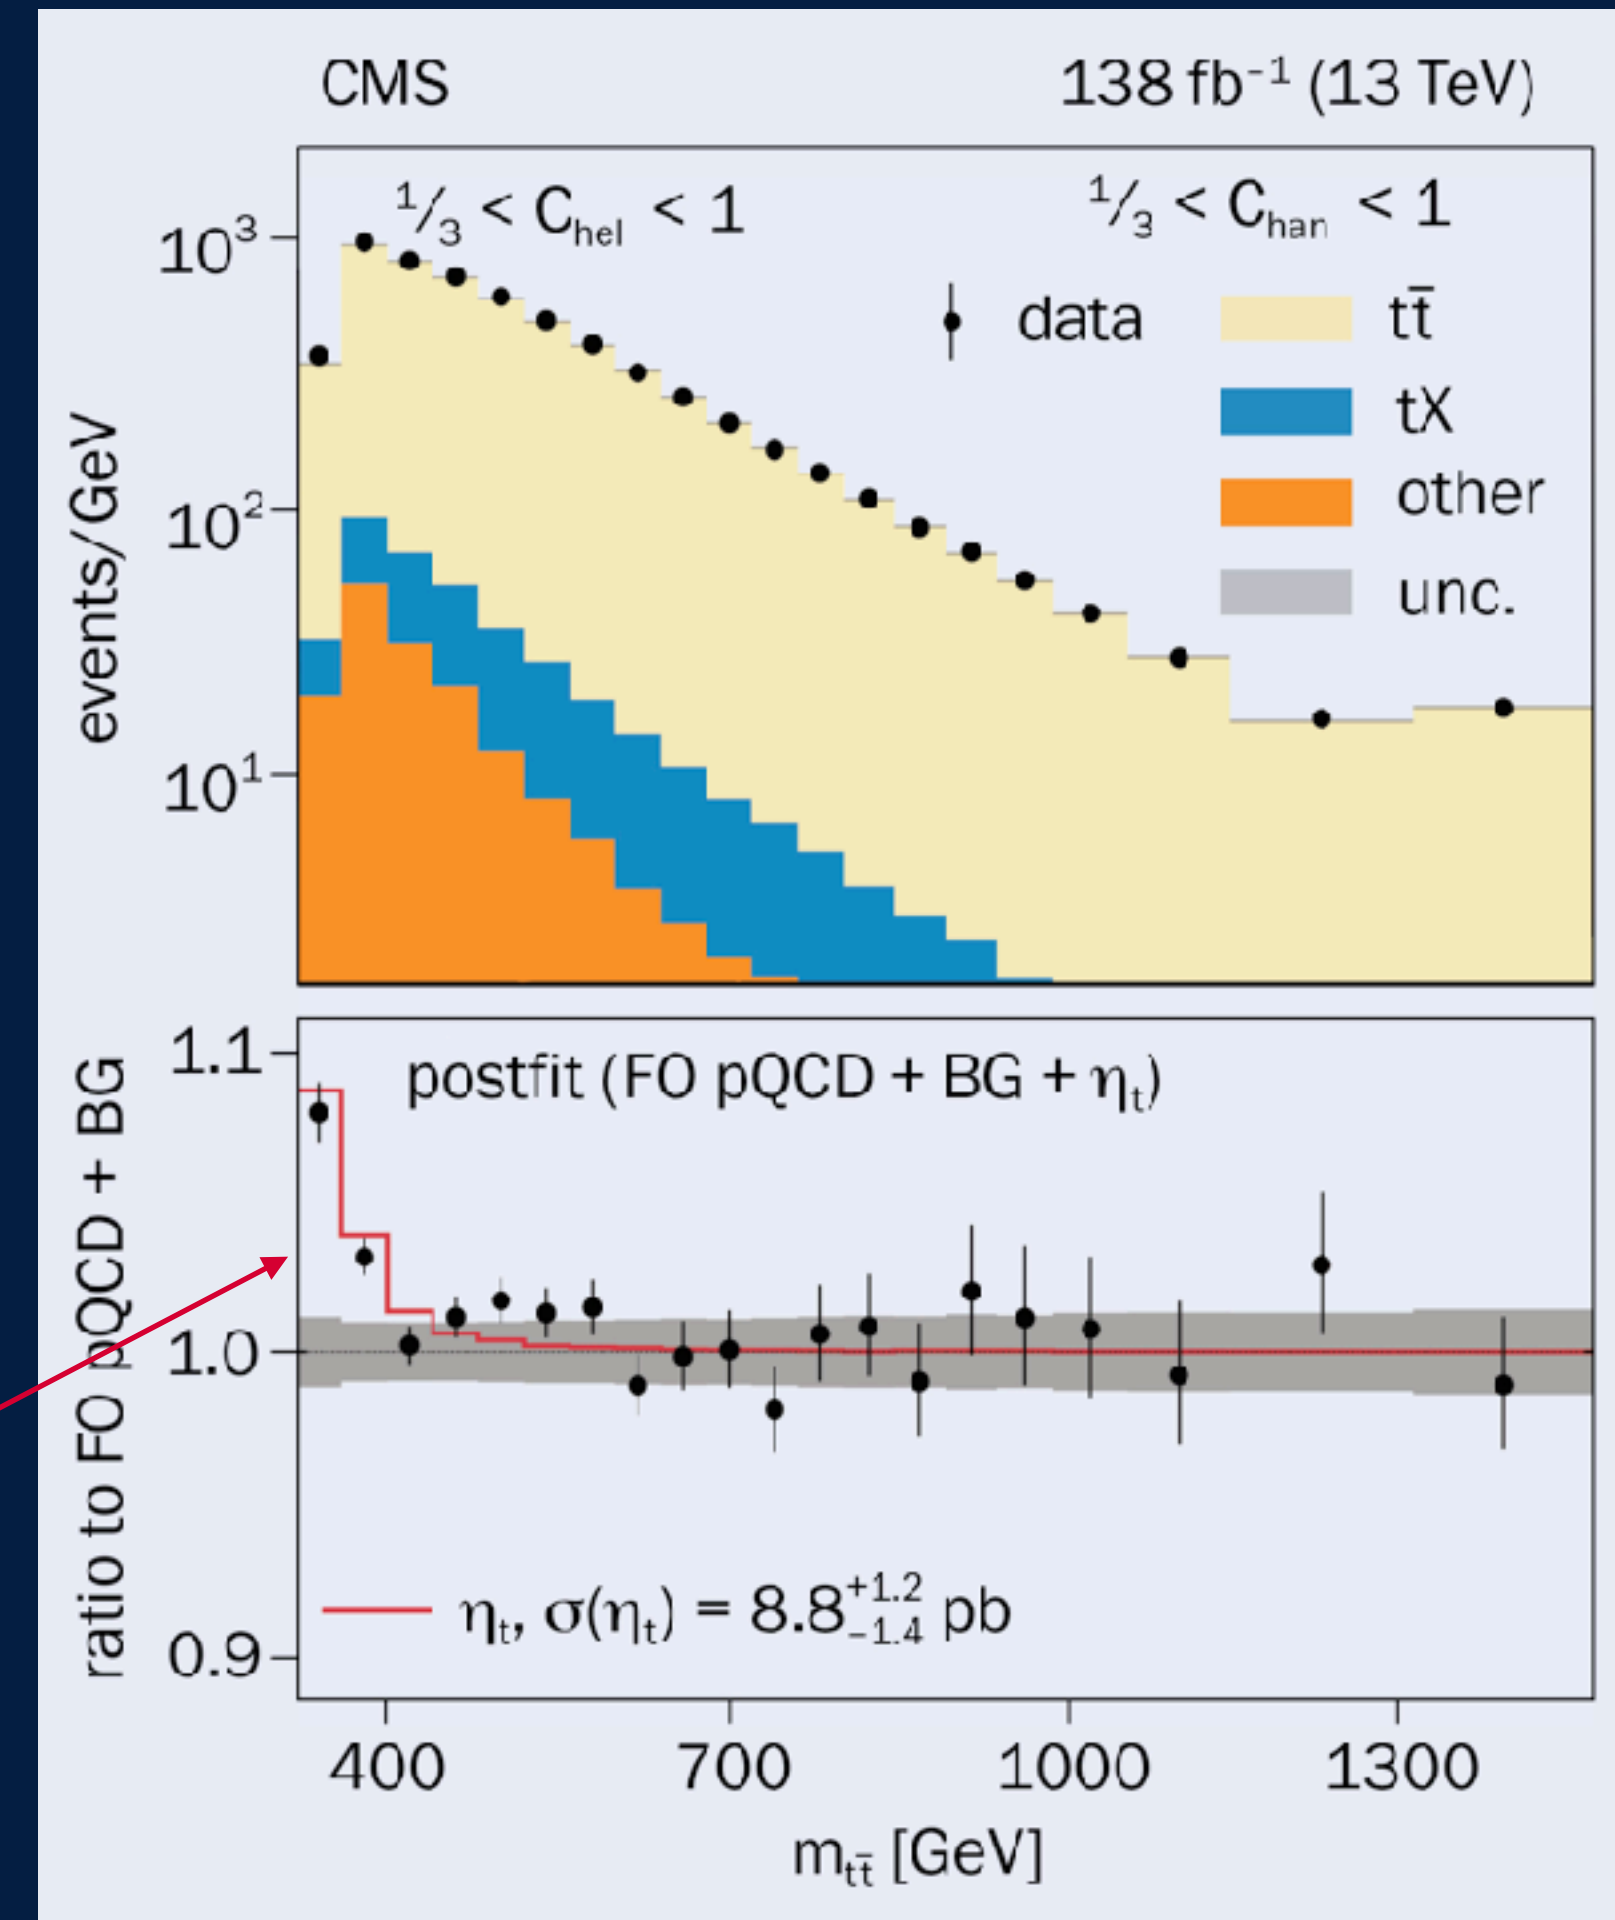 CMS 138 fb⁻¹ (13 TeV)
⅓ < C_hel < 1 ⅓ < C_han < 1
data
tt̄
tX
other
unc.
events/GeV
10³
10²
10¹
postfit (FO pQCD + BG + η_t)
ratio to FO pQCD + BG
1.1
1.0
0.9
η_t, σ(η_t) = 8.8 +1.2 −1.4 pb
400 700 1000 1300
m_tt̄ [GeV]